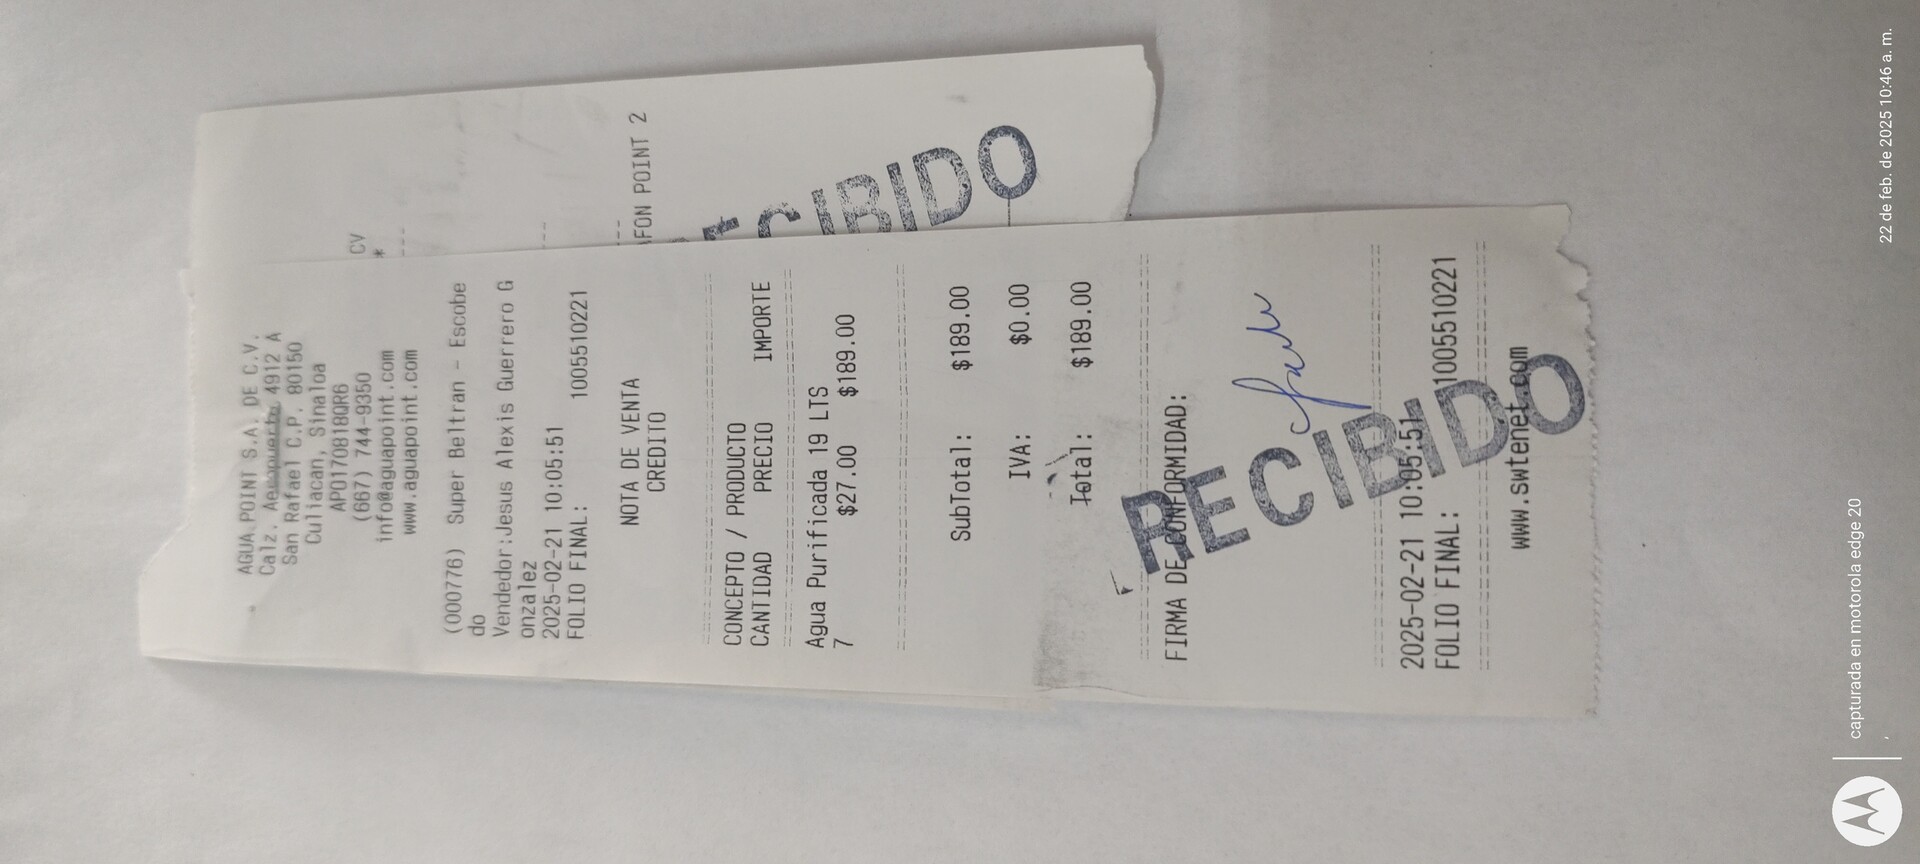 AGUA POINT S.A. DE C.V.
Calz. Aeropuerto 4912 A
San Rafael C.P. 80150
Culiacan, Sinaloa
APO170818QR6
(667) 744-9350
info@aguapoint.com
www.aguapoint.com
(000776) Super Beltran - Escobe
do
Vendedor:Jesus Alexis Guerrero G
onzalez
2025-02-21 10:05:51
FOLIO FINAL: 1005510221
NOTA DE VENTA
CREDITO
CONCEPTO / PRODUCTO
CANTIDAD PRECIO IMPORTE
Agua Purificada 19 LTS
7 $27.00 $189.00
SubTotal: $189.00
IVA: $0.00
Total: $189.00
FIRMA DE CONFORMIDAD:
RECIBIDO
2025-02-21 10:05:51
FOLIO FINAL: 1005510221
www.swtenet.com
CV
*
FON POINT 2
ECIBIDO
capturada en motorola edge 20
22 de feb. de 2025 10:46 a. m.